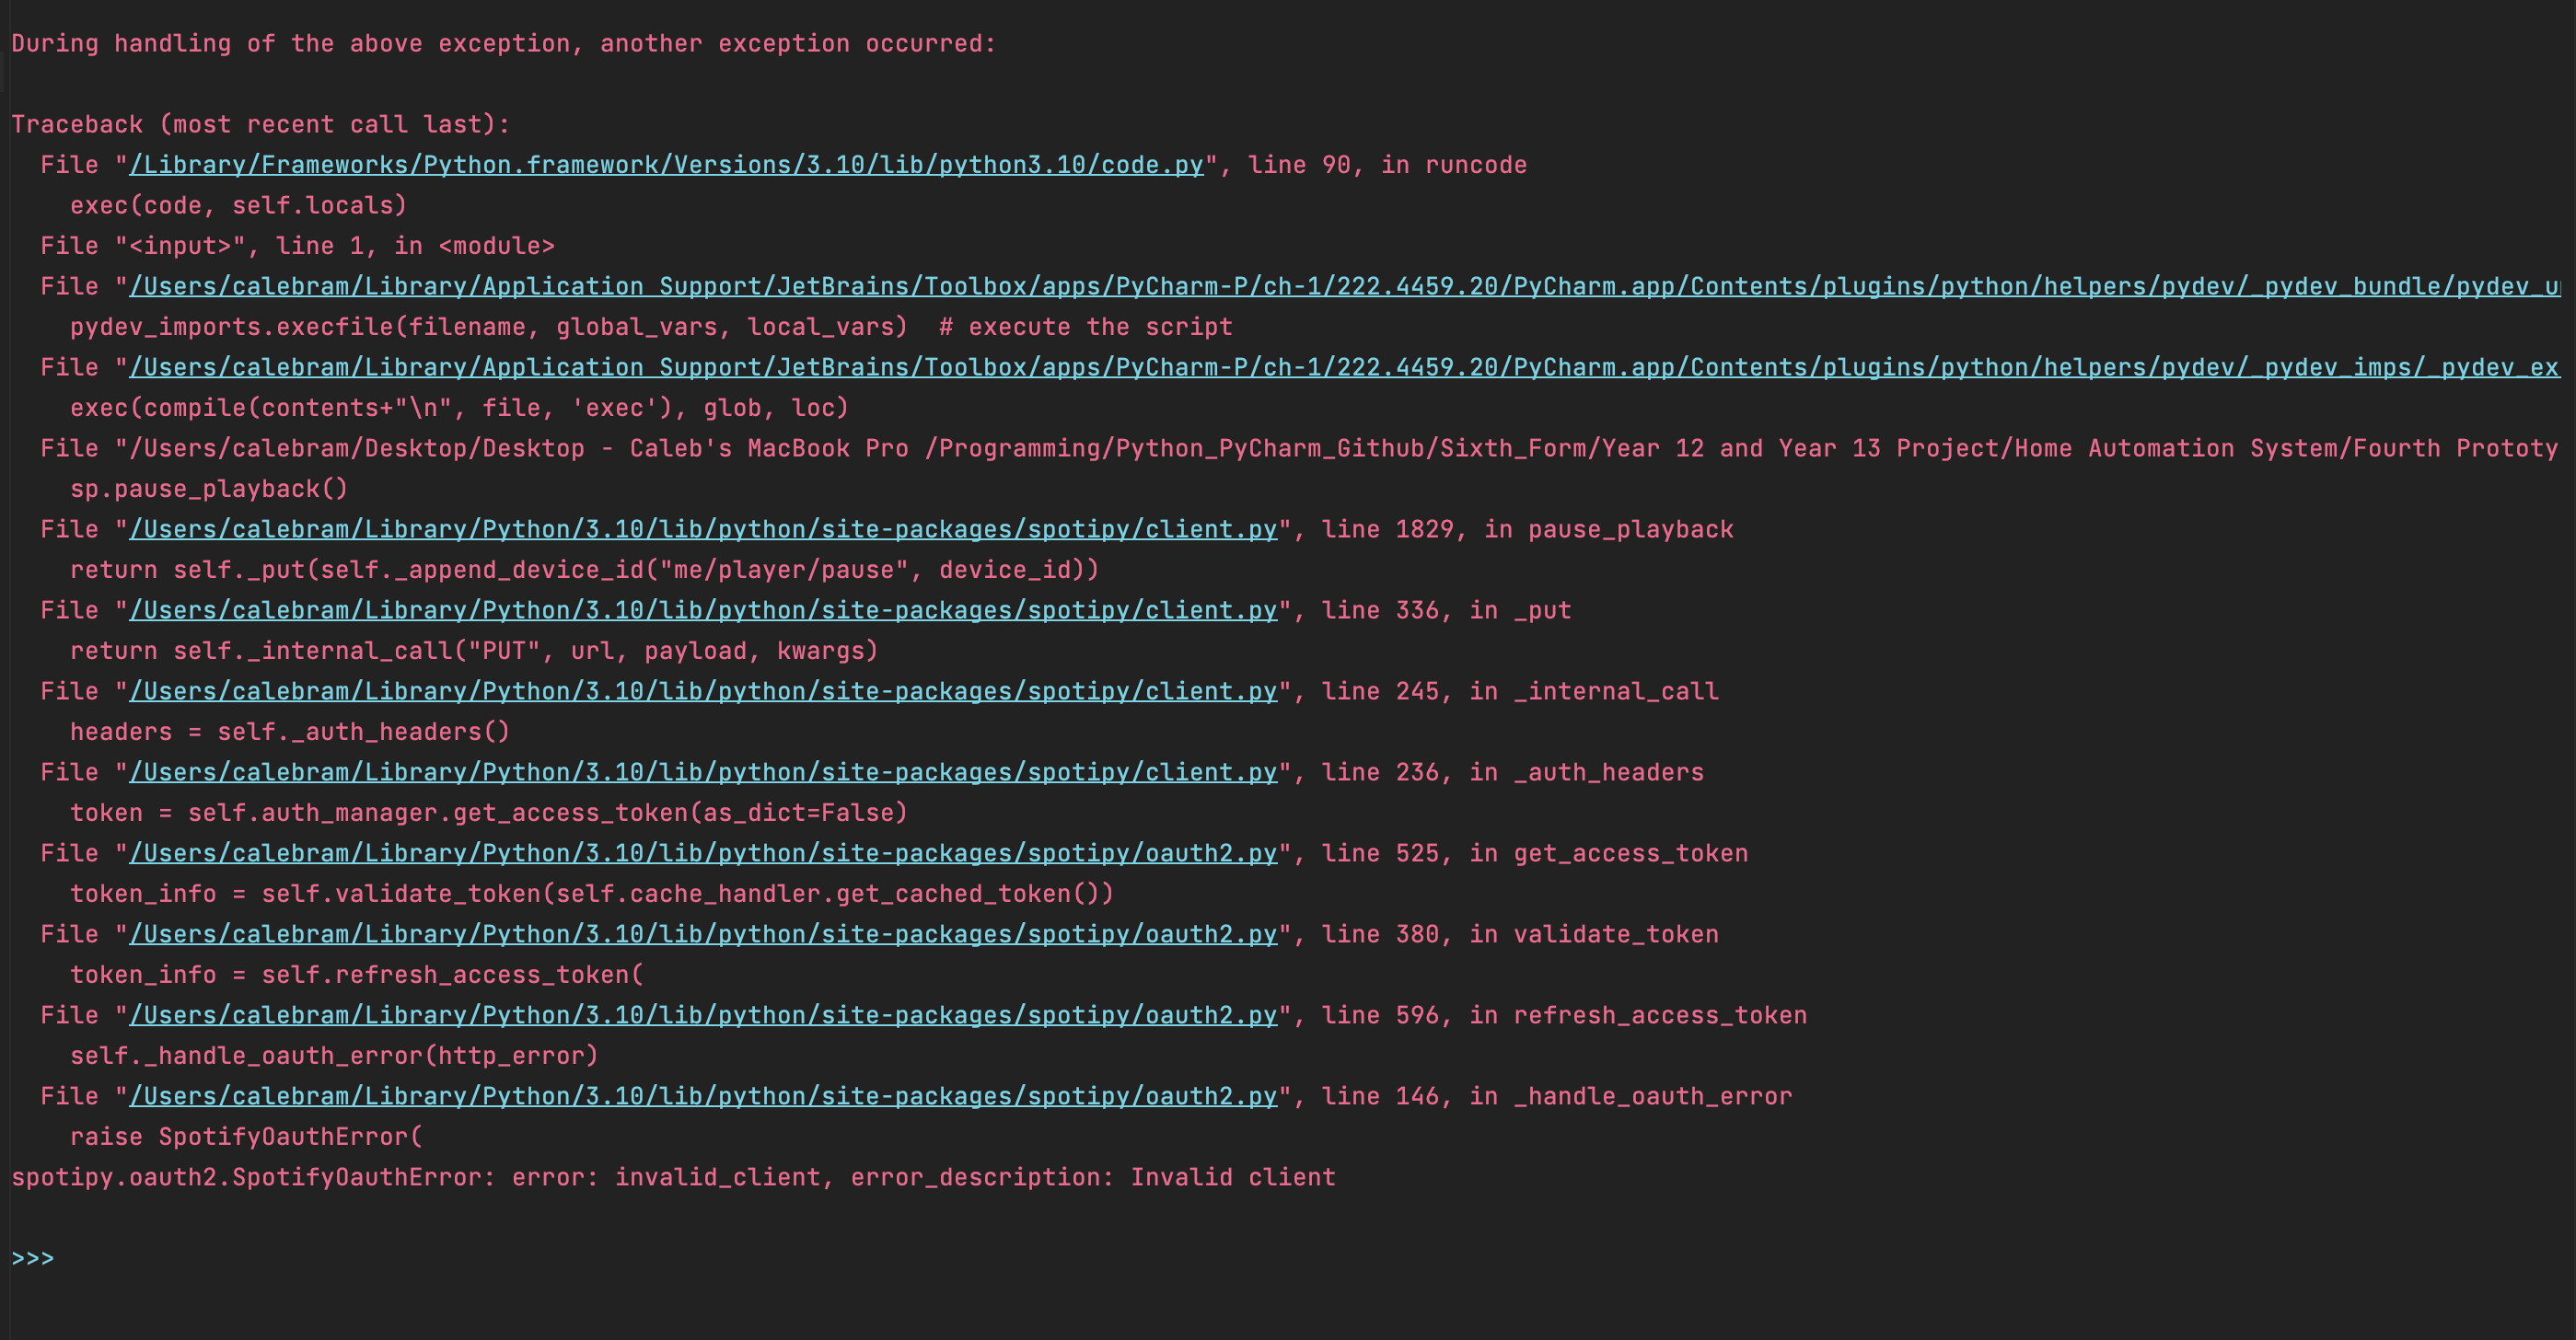 During handling of the above exception, another exception occurred:
Traceback (most recent call last):
  File "/Library/Frameworks/Python.framework/Versions/3.10/lib/python3.10/code.py", line 90, in runcode
    exec(code, self.locals)
  File "<input>", line 1, in <module>
  File "/Users/calebram/Library/Application Support/JetBrains/Toolbox/apps/PyCharm-P/ch-1/222.4459.20/PyCharm.app/Contents/plugins/python/helpers/pydev/_pydev_bundle/pydev_u
    pydev_imports.execfile(filename, global_vars, local_vars)  # execute the script
  File "/Users/calebram/Library/Application Support/JetBrains/Toolbox/apps/PyCharm-P/ch-1/222.4459.20/PyCharm.app/Contents/plugins/python/helpers/pydev/_pydev_imps/_pydev_ex
    exec(compile(contents+"\n", file, 'exec'), glob, loc)
  File "/Users/calebram/Desktop/Desktop - Caleb's MacBook Pro /Programming/Python_PyCharm_Github/Sixth_Form/Year 12 and Year 13 Project/Home Automation System/Fourth Prototy
    sp.pause_playback()
  File "/Users/calebram/Library/Python/3.10/lib/python/site-packages/spotipy/client.py", line 1829, in pause_playback
    return self._put(self._append_device_id("me/player/pause", device_id))
  File "/Users/calebram/Library/Python/3.10/lib/python/site-packages/spotipy/client.py", line 336, in _put
    return self._internal_call("PUT", url, payload, kwargs)
  File "/Users/calebram/Library/Python/3.10/lib/python/site-packages/spotipy/client.py", line 245, in _internal_call
    headers = self._auth_headers()
  File "/Users/calebram/Library/Python/3.10/lib/python/site-packages/spotipy/client.py", line 236, in _auth_headers
    token = self.auth_manager.get_access_token(as_dict=False)
  File "/Users/calebram/Library/Python/3.10/lib/python/site-packages/spotipy/oauth2.py", line 525, in get_access_token
    token_info = self.validate_token(self.cache_handler.get_cached_token())
  File "/Users/calebram/Library/Python/3.10/lib/python/site-packages/spotipy/oauth2.py", line 380, in validate_token
    token_info = self.refresh_access_token(
  File "/Users/calebram/Library/Python/3.10/lib/python/site-packages/spotipy/oauth2.py", line 596, in refresh_access_token
    self._handle_oauth_error(http_error)
  File "/Users/calebram/Library/Python/3.10/lib/python/site-packages/spotipy/oauth2.py", line 146, in _handle_oauth_error
    raise SpotifyOauthError(
spotipy.oauth2.SpotifyOauthError: error: invalid_client, error_description: Invalid client
>>>